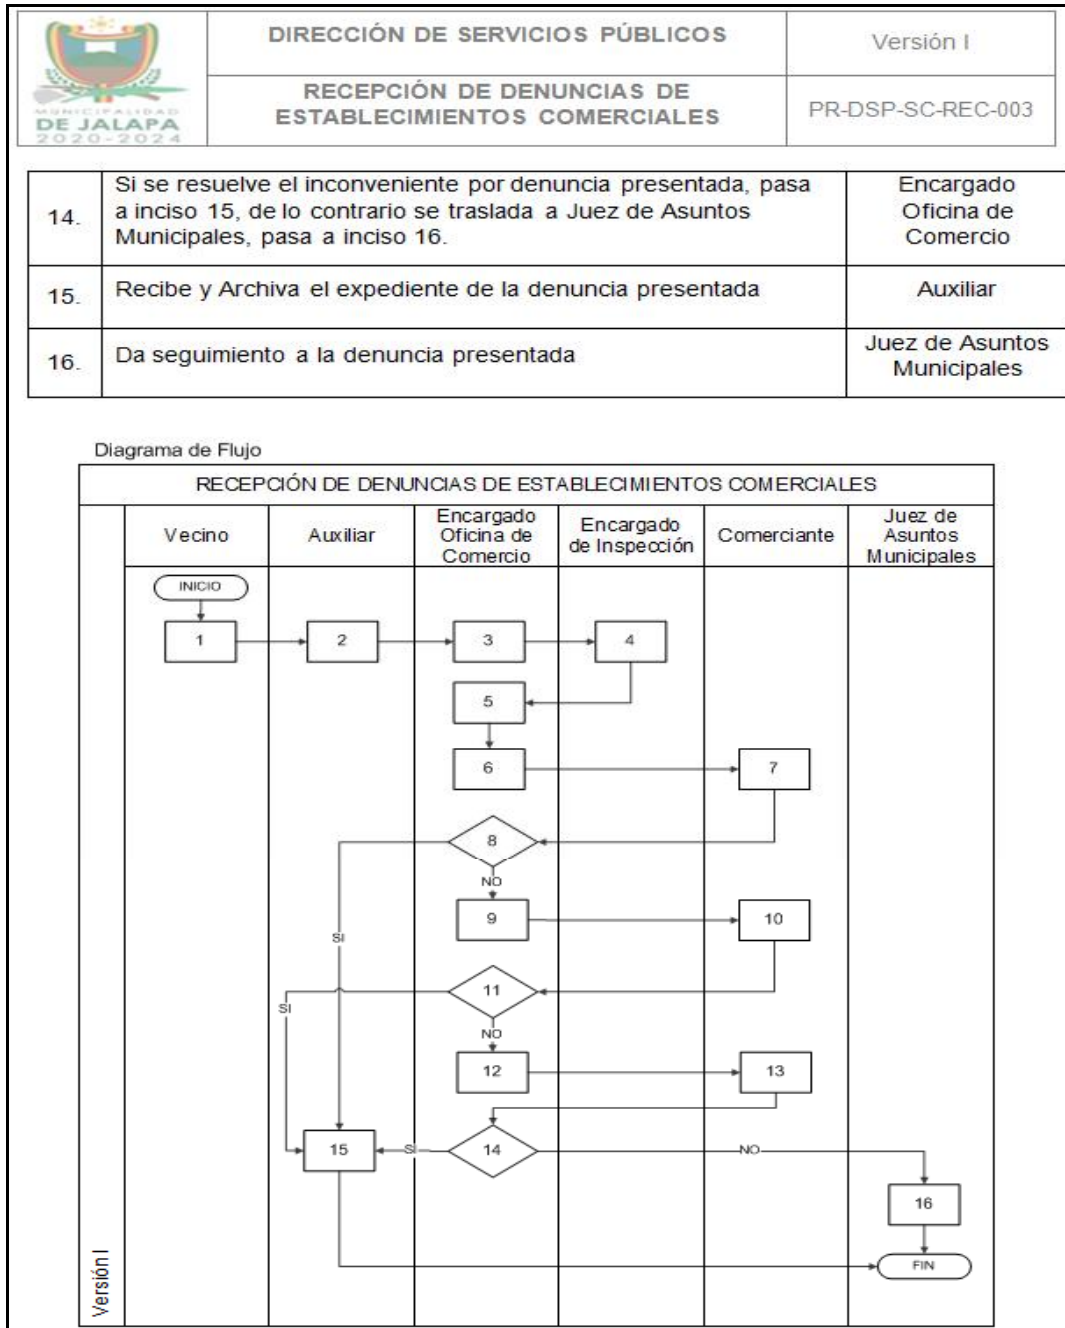 MUNICIPALIDAD
DE JALAPA
2020-2024
DIRECCIÓN DE SERVICIOS PÚBLICOS
Versión I
RECEPCIÓN DE DENUNCIAS DE
ESTABLECIMIENTOS COMERCIALES
PR-DSP-SC-REC-003
14.
Si se resuelve el inconveniente por denuncia presentada, pasa
a inciso 15, de lo contrario se traslada a Juez de Asuntos
Municipales, pasa a inciso 16.
Encargado
Oficina de
Comercio
15.
Recibe y Archiva el expediente de la denuncia presentada
Auxiliar
16.
Da seguimiento a la denuncia presentada
Juez de Asuntos
Municipales
Diagrama de Flujo
RECEPCIÓN DE DENUNCIAS DE ESTABLECIMIENTOS COMERCIALES
Vecino
Auxiliar
Encargado
Oficina de
Comercio
Encargado
de Inspección
Comerciante
Juez de
Asuntos
Municipales
INICIO
1
2
3
4
5
6
7
8
NO
9
10
SI
11
SI
NO
12
13
15
SI
14
NO
16
FIN
Versión I